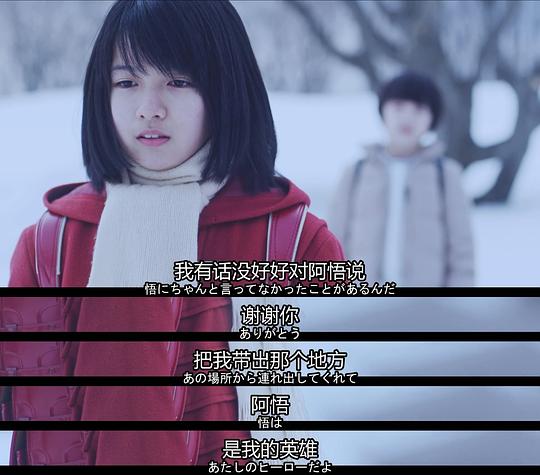 我有话没好好对阿悟说
悟にちゃんと言ってなかったことがあるんだ
谢谢你
ありがとう
把我带出那个地方
あの場所から連れ出してくれて
阿悟
悟は
是我的英雄
あたしのヒーローだよ